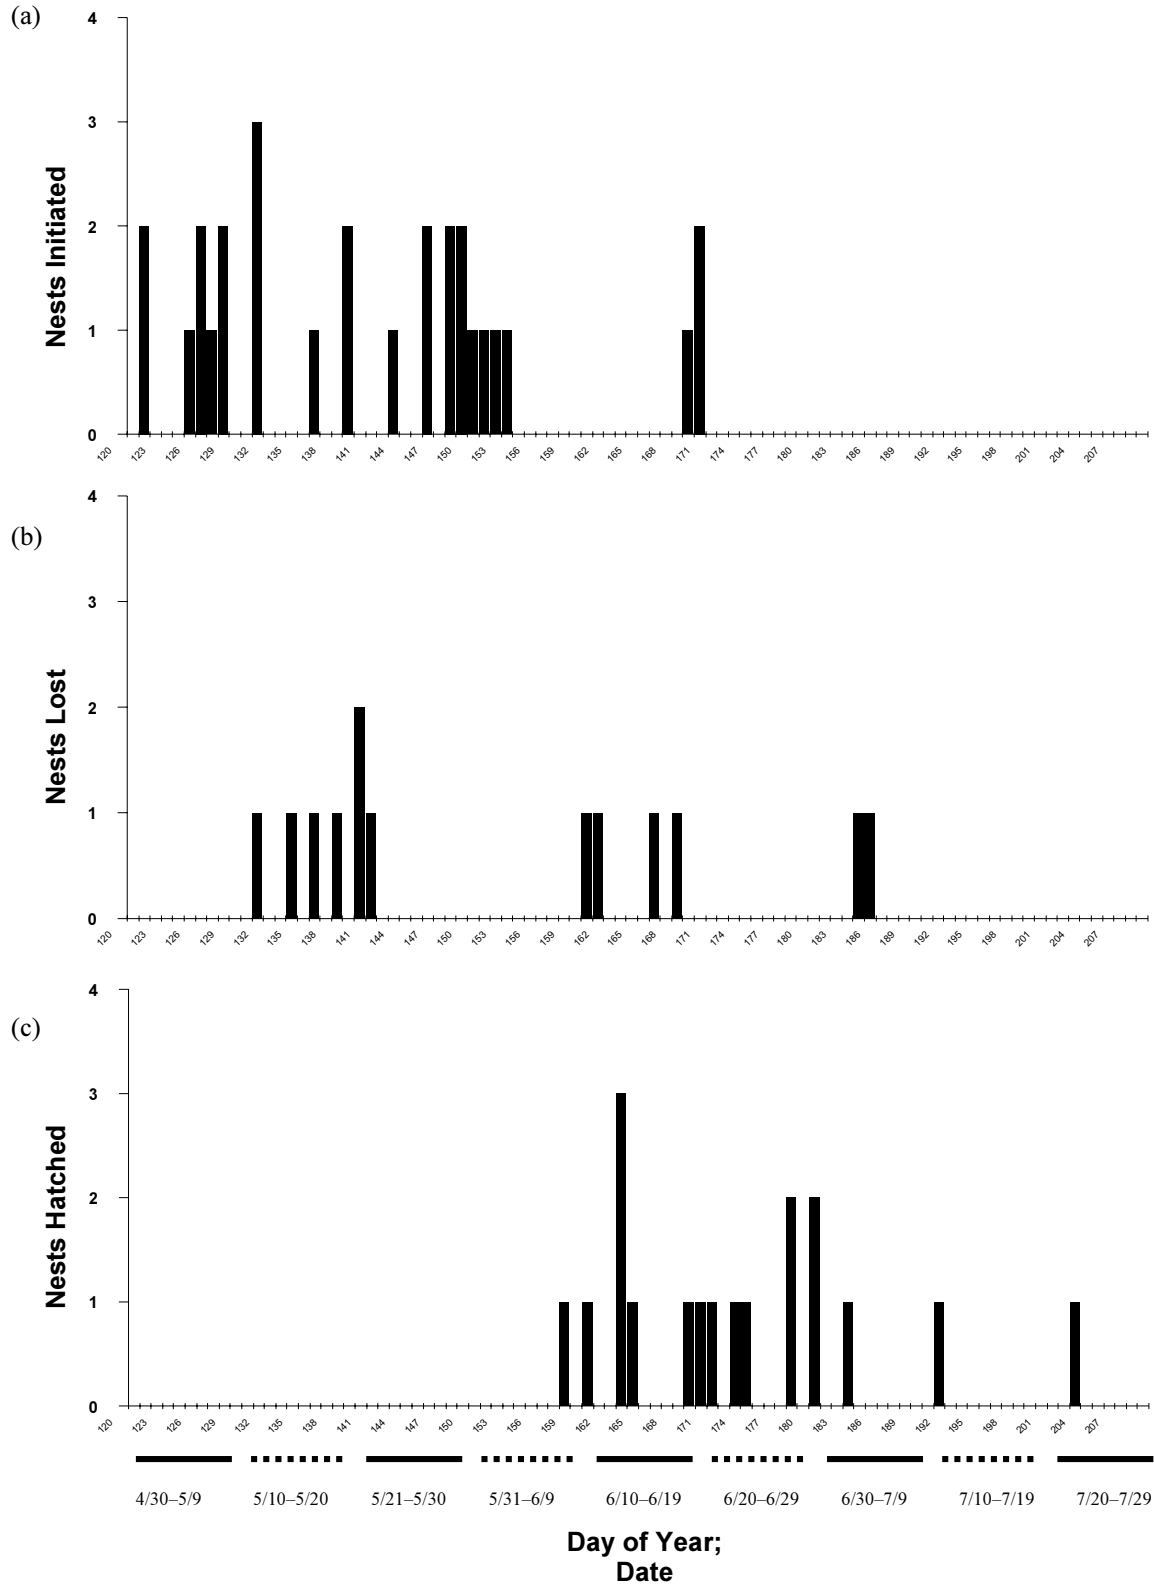 (a)
4
3
2
1
0
Nests Initiated
120 123 126 129 132 135 138 141 144 147 150 153 156 159 162 165 168 171 174 177 180 183 186 189 192 195 198 201 204 207
(b)
4
3
2
1
0
Nests Lost
120 123 126 129 132 135 138 141 144 147 150 153 156 159 162 165 168 171 174 177 180 183 186 189 192 195 198 201 204 207
(c)
4
3
2
1
0
Nests Hatched
120 123 126 129 132 135 138 141 144 147 150 153 156 159 162 165 168 171 174 177 180 183 186 189 192 195 198 201 204 207
4/30–5/9 5/10–5/20 5/21–5/30 5/31–6/9 6/10–6/19 6/20–6/29 6/30–7/9 7/10–7/19 7/20–7/29
Day of Year;
Date